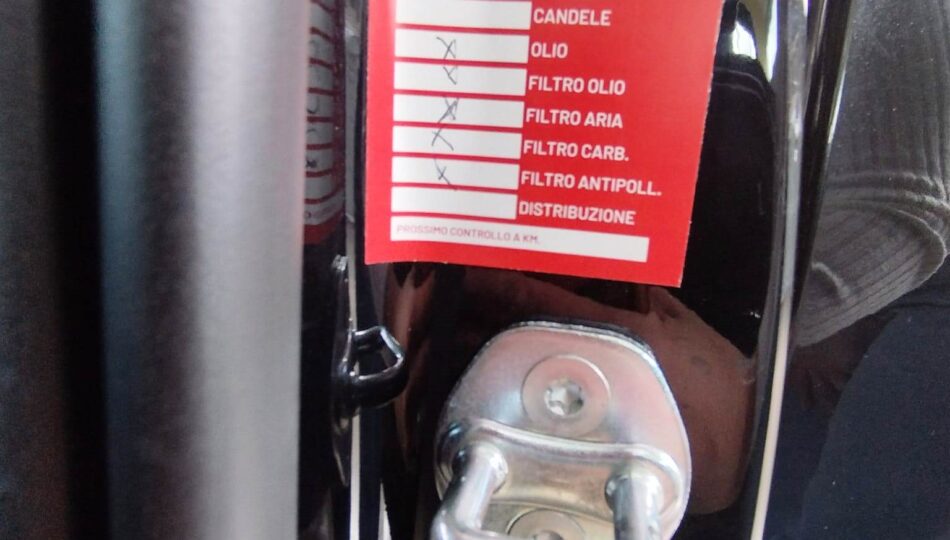 CANDELE
X OLIO
X FILTRO OLIO
X FILTRO ARIA
X FILTRO CARB.
X FILTRO ANTIPOLL.
DISTRIBUZIONE
PROSSIMO CONTROLLO A KM.